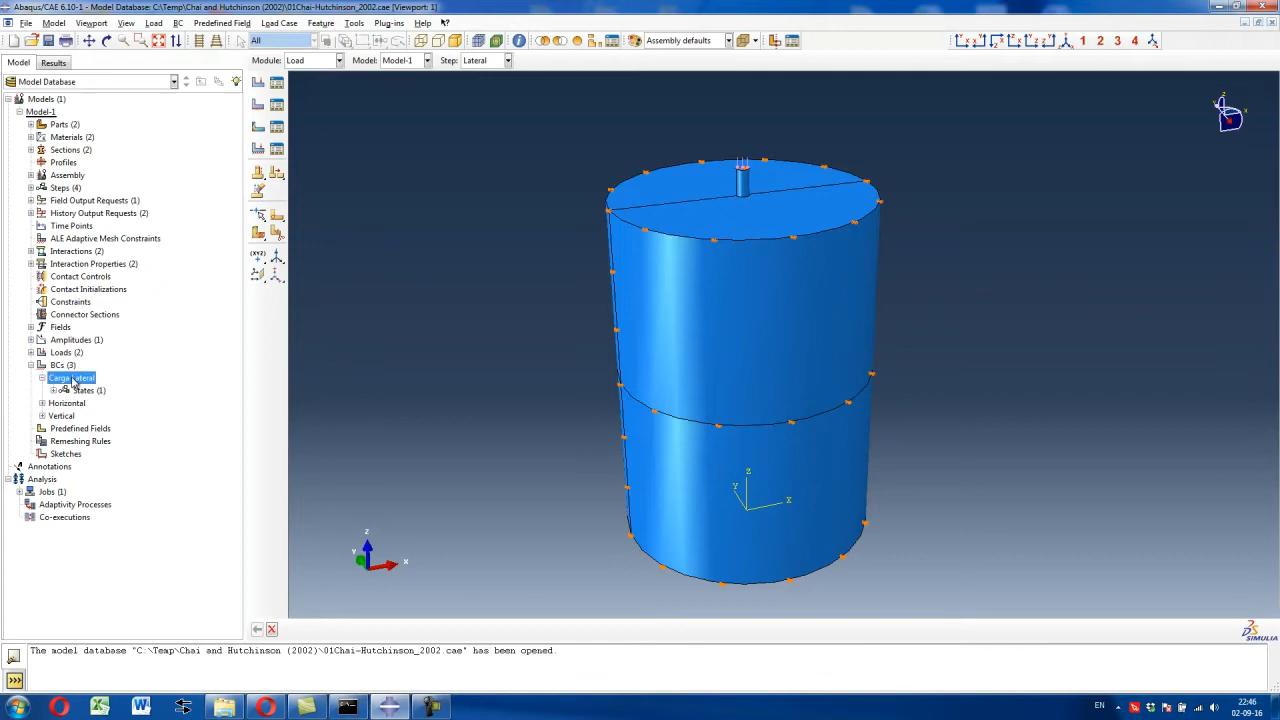 Abaqus/CAE 6.10-1 - [C:\Temp\Chai and Hutchinson (2002)\01Chai-Hutchinson_2002.cae [Viewport: 1]
File Model Viewport View Load BC Predefined Field Load Case Feature Tools Plug-ins Help
All
Assembly defaults
1 2 3 4
Model Results
Module: Load Model: Model-1 Step: Lateral
Model Database
Models (1)
Model-1
Parts (2)
Materials (2)
Sections (2)
Profiles
Assembly
Steps (4)
Field Output Requests (1)
History Output Requests (2)
Time Points
ALE Adaptive Mesh Constraints
Interactions (2)
Interaction Properties (2)
Contact Controls
Contact Initializations
Constraints
Connector Sections
Fields
Amplitudes (1)
Loads (2)
BCs (3)
Carga Lateral
States (1)
Horizontal
Vertical
Predefined Fields
Remeshing Rules
Sketches
Annotations
Analysis
Jobs (1)
Adaptivity Processes
Co-executions
Z
Y
X
Z
Y
X
SIMULIA
The model database "C:\Temp\Chai and Hutchinson (2002)\01Chai-Hutchinson_2002.cae" has been opened.
EN
22:46
02-09-16